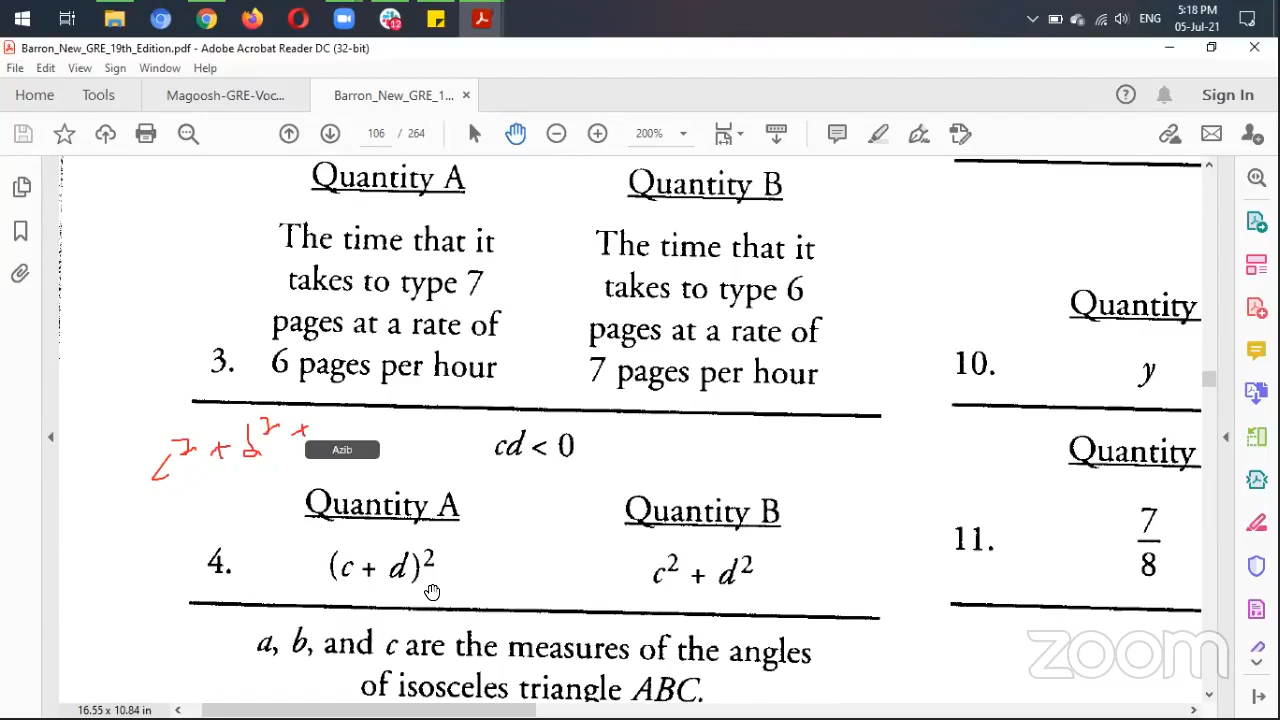 12
ENG
5:18 PM
05-Jul-21
Barron_New_GRE_19th_Edition.pdf - Adobe Acrobat Reader DC (32-bit)
File Edit View Window Help
Home Tools Magoosh-GRE-Voc... Barron_New_GRE_1... × Sign In
106 / 264 200%
Quantity A Quantity B
The time that it takes to type 7 pages at a rate of
3. 6 pages per hour
The time that it takes to type 6 pages at a rate of
7 pages per hour
c² + d² +
Azib
cd < 0
Quantity A Quantity B
4. (c + d)² c² + d²
a, b, and c are the measures of the angles
of isosceles triangle ABC.
Quantity
10. y
Quantity
11. 7/8
zoom
16.55 x 10.84 in